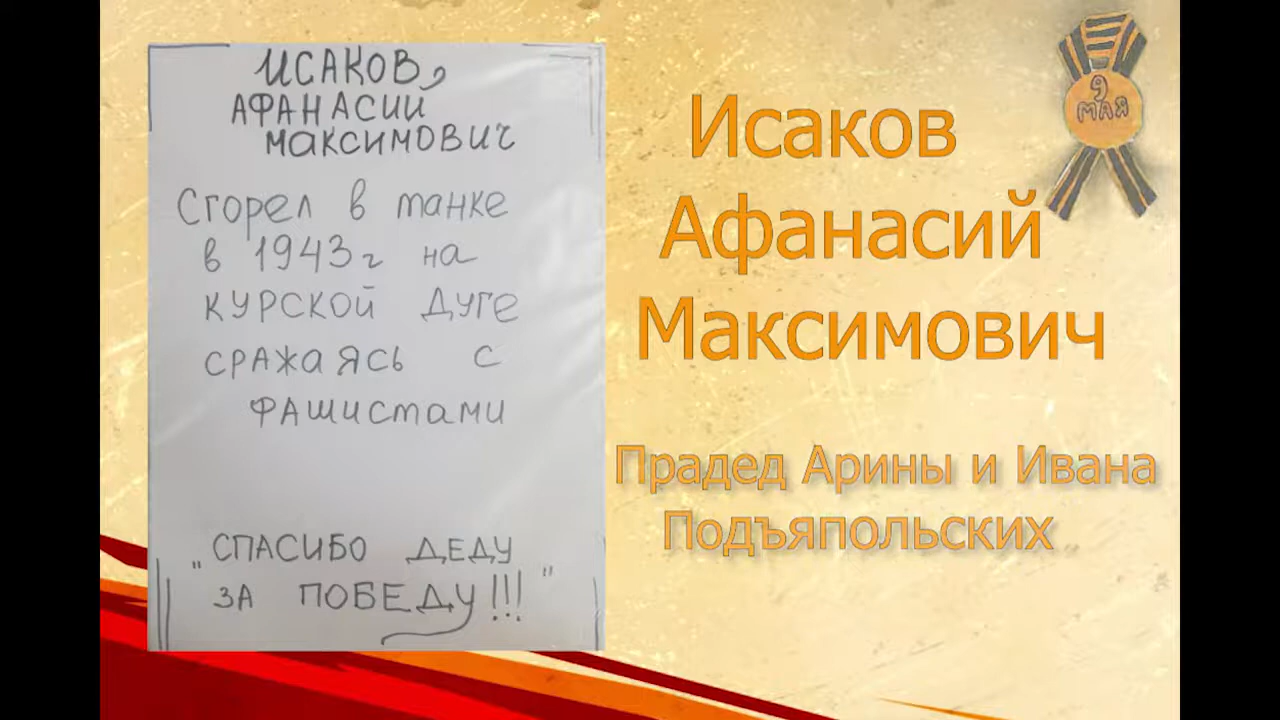 ИСАКОВ,
АФАНАСИИ
МАКСИМОВИЧ
Сгорел в танке
в 1943г на
КУРСКОЙ ДУГЕ
СРАЖАЯСЬ С
ФАШИСТАМИ
"СПАСИБО ДЕДУ
ЗА ПОБЕДУ!!!"
9
МАЯ
Исаков
Афанасий
Максимович
Прадед Арины и Ивана
Подъяпольских